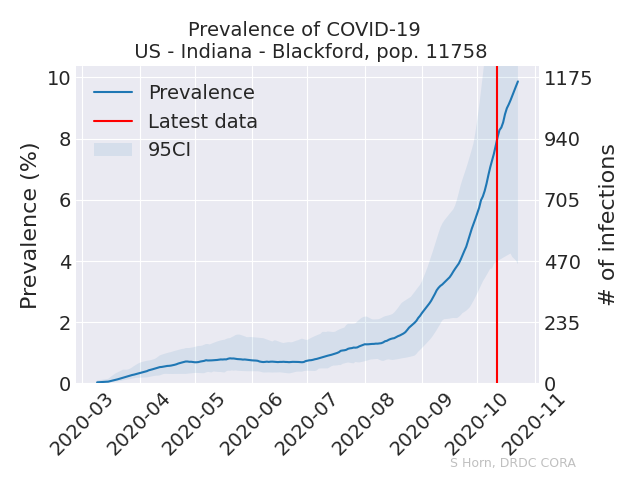 Prevalence of COVID-19
US - Indiana - Blackford, pop. 11758
Prevalence
Latest data
95CI
Prevalence (%)
10
8
6
4
2
0
1175
940
705
470
235
0
# of infections
2020-03
2020-04
2020-05
2020-06
2020-07
2020-08
2020-09
2020-10
2020-11
S Horn, DRDC CORA